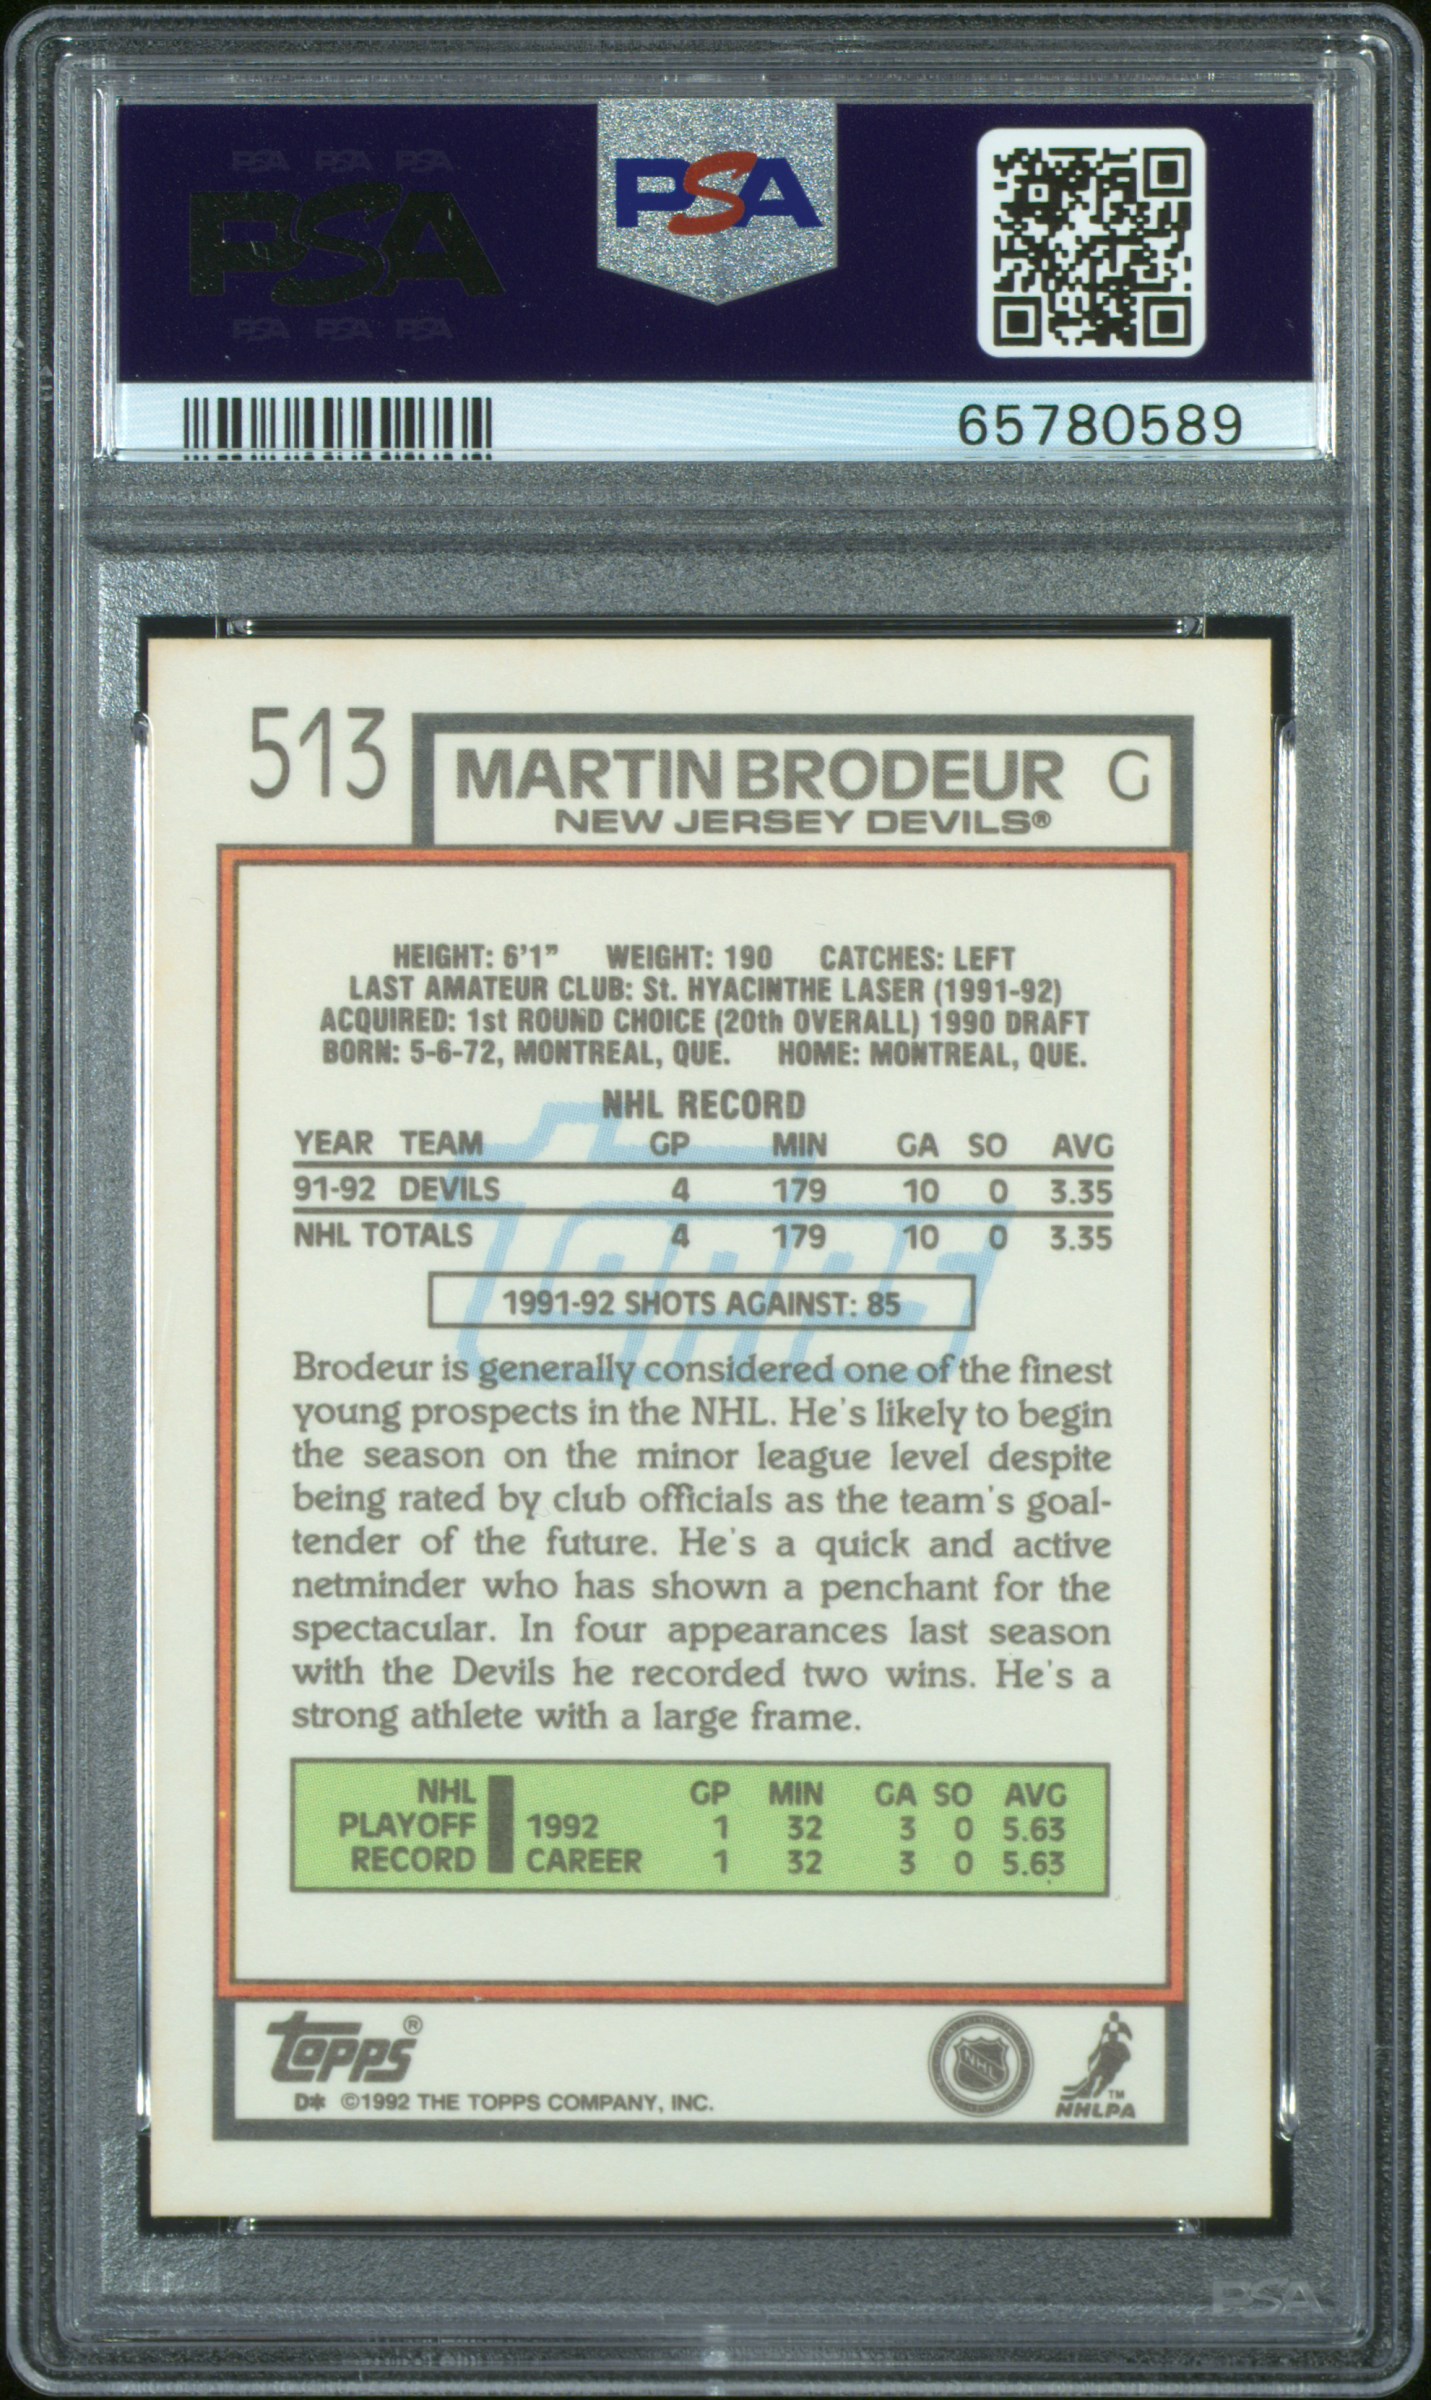 PSA PSA PSA
PSA
PSA PSA PSA
PSA
65780589
513
MARTIN BRODEUR G
NEW JERSEY DEVILS®
HEIGHT: 6'1" WEIGHT: 190 CATCHES: LEFT
LAST AMATEUR CLUB: St. HYACINTHE LASER (1991-92)
ACQUIRED: 1st ROUND CHOICE (20th OVERALL) 1990 DRAFT
BORN: 5-6-72, MONTREAL, QUE. HOME: MONTREAL, QUE.
NHL RECORD
YEAR TEAM GP MIN GA SO AVG
91-92 DEVILS 4 179 10 0 3.35
NHL TOTALS 4 179 10 0 3.35
topps
1991-92 SHOTS AGAINST: 85
Brodeur is generally considered one of the finest
young prospects in the NHL. He's likely to begin
the season on the minor league level despite
being rated by club officials as the team's goal-
tender of the future. He's a quick and active
netminder who has shown a penchant for the
spectacular. In four appearances last season
with the Devils he recorded two wins. He's a
strong athlete with a large frame.
NHL GP MIN GA SO AVG
PLAYOFF 1992 1 32 3 0 5.63
RECORD CAREER 1 32 3 0 5.63
topps®
D* ©1992 THE TOPPS COMPANY, INC.
NHL
TM
NHLPA
PSA